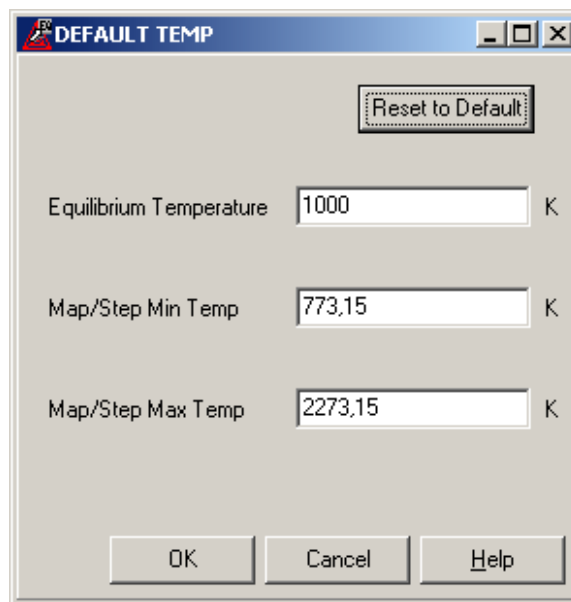 DEFAULT TEMP
Reset to Default
Equilibrium Temperature 1000 K
Map/Step Min Temp 773,15 K
Map/Step Max Temp 2273,15 K
OK Cancel Help